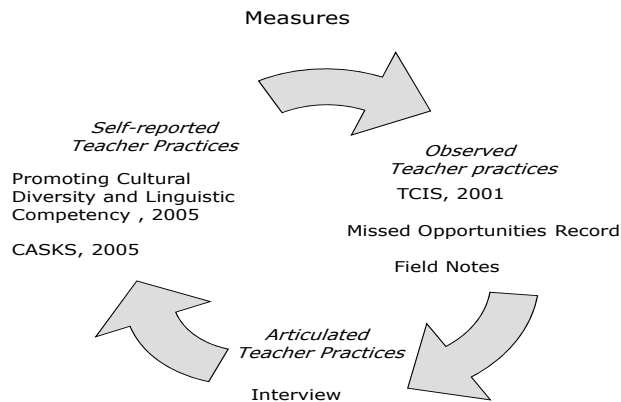 Measures
Self-reported
Teacher Practices
Promoting Cultural
Diversity and Linguistic
Competency , 2005
CASKS, 2005
Observed
Teacher practices
TCIS, 2001
Missed Opportunities Record
Field Notes
Articulated
Teacher Practices
Interview